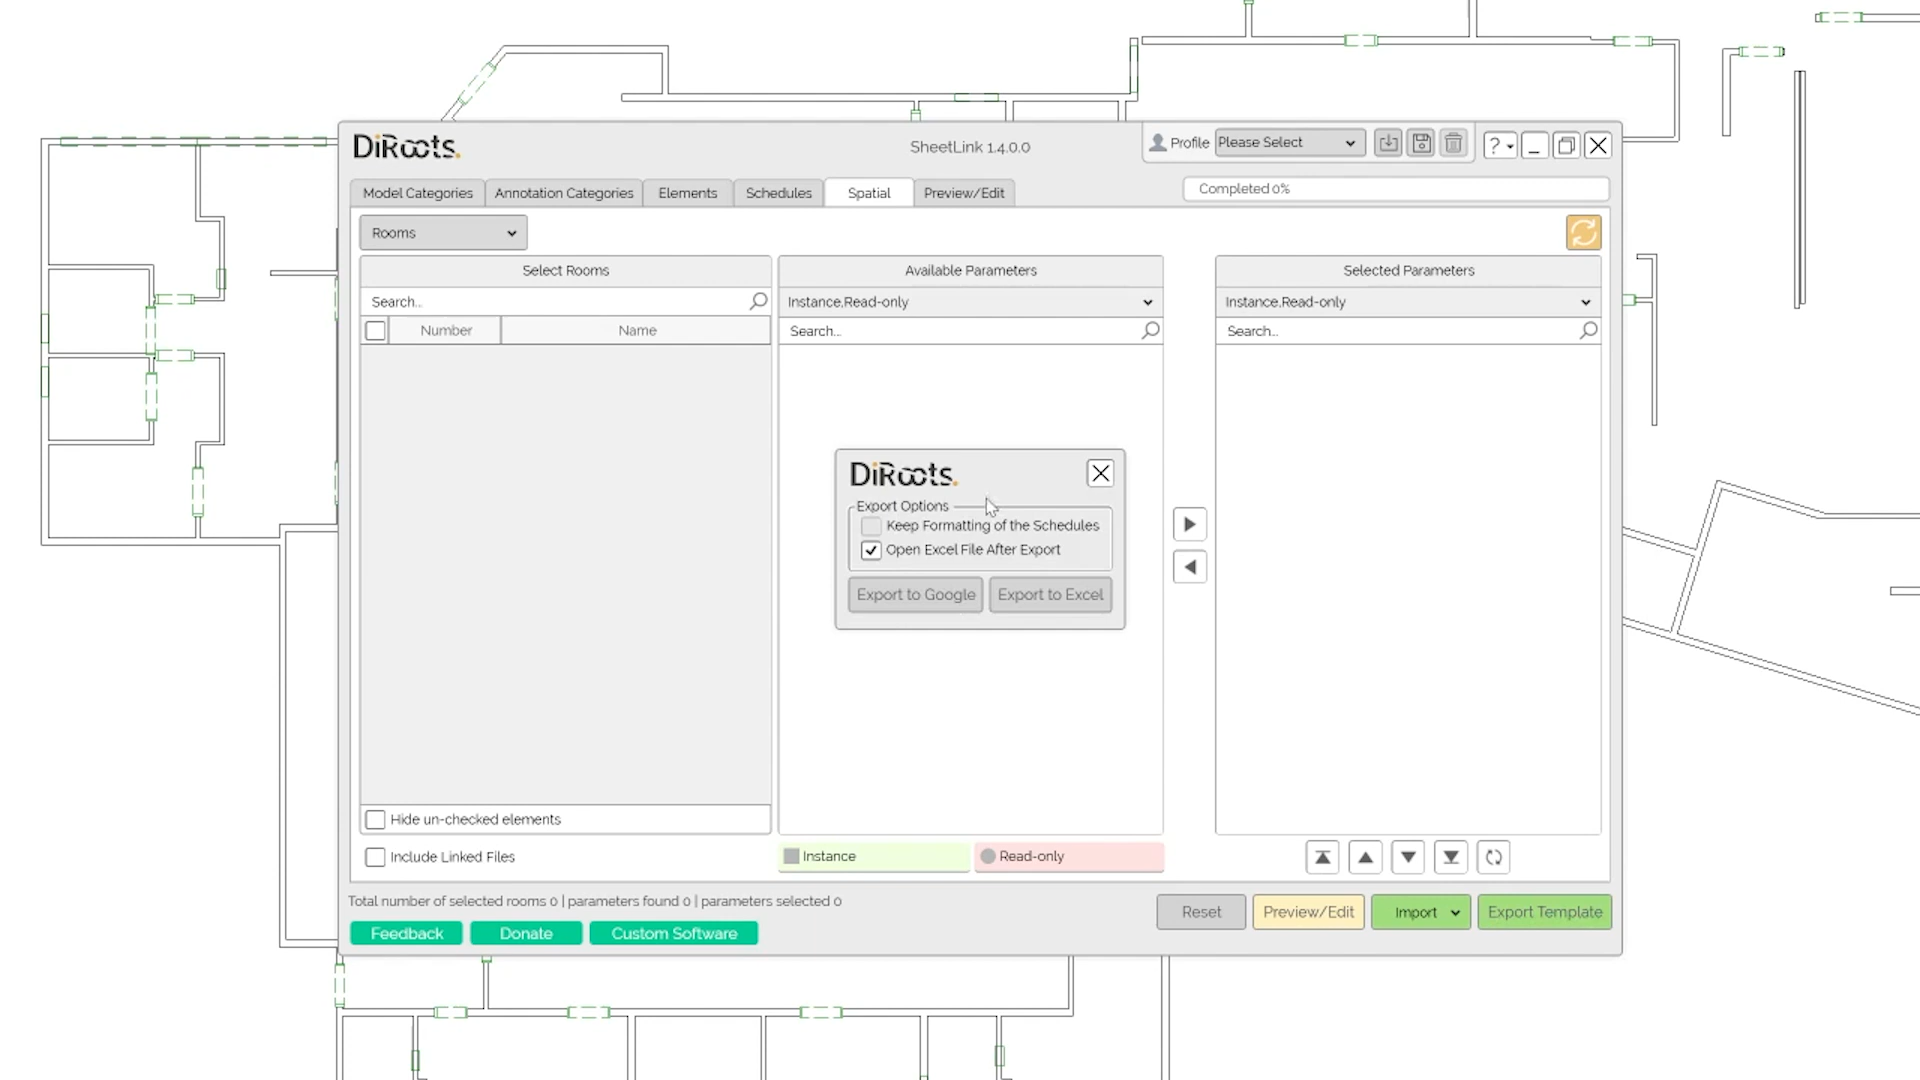 DiRoots.
SheetLink 1.4.0.0
Profile
Please Select
?
Model Categories
Annotation Categories
Elements
Schedules
Spatial
Preview/Edit
Completed 0%
Rooms
Select Rooms
Available Parameters
Selected Parameters
Search...
Instance,Read-only
Instance,Read-only
Number
Name
Search...
Search...
DiRoots.
Export Options
Keep Formatting of the Schedules
Open Excel File After Export
Export to Google
Export to Excel
Hide un-checked elements
Include Linked Files
Instance
Read-only
Total number of selected rooms 0 | parameters found 0 | parameters selected 0
Reset
Preview/Edit
Import
Export Template
Feedback
Donate
Custom Software